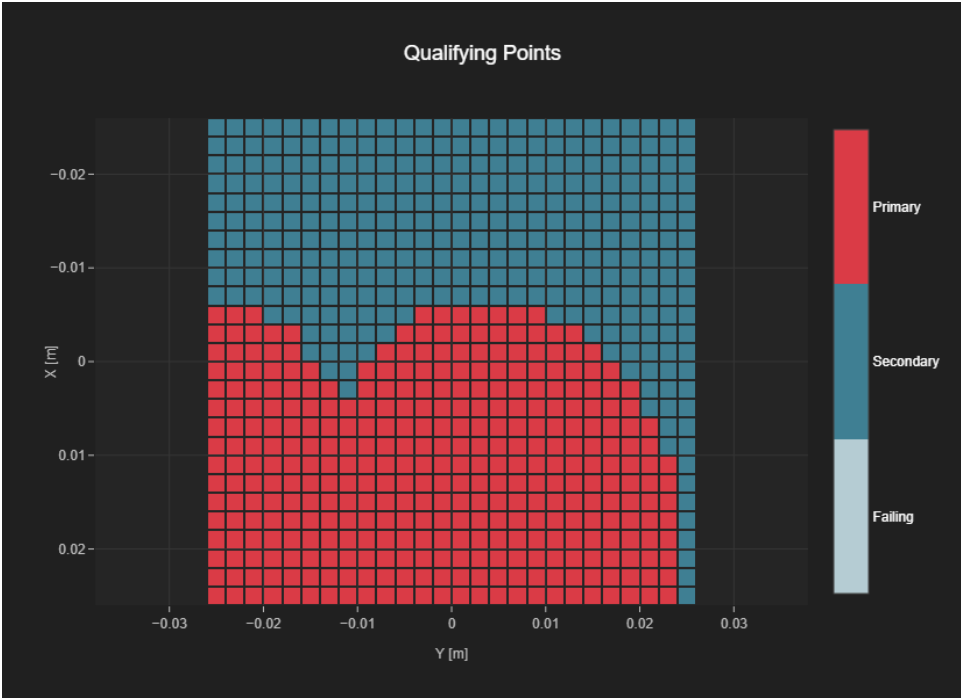 Qualifying Points
−0.02
−0.01
0
0.01
0.02
X [m]
−0.03
−0.02
−0.01
0
0.01
0.02
0.03
Y [m]
Primary
Secondary
Failing